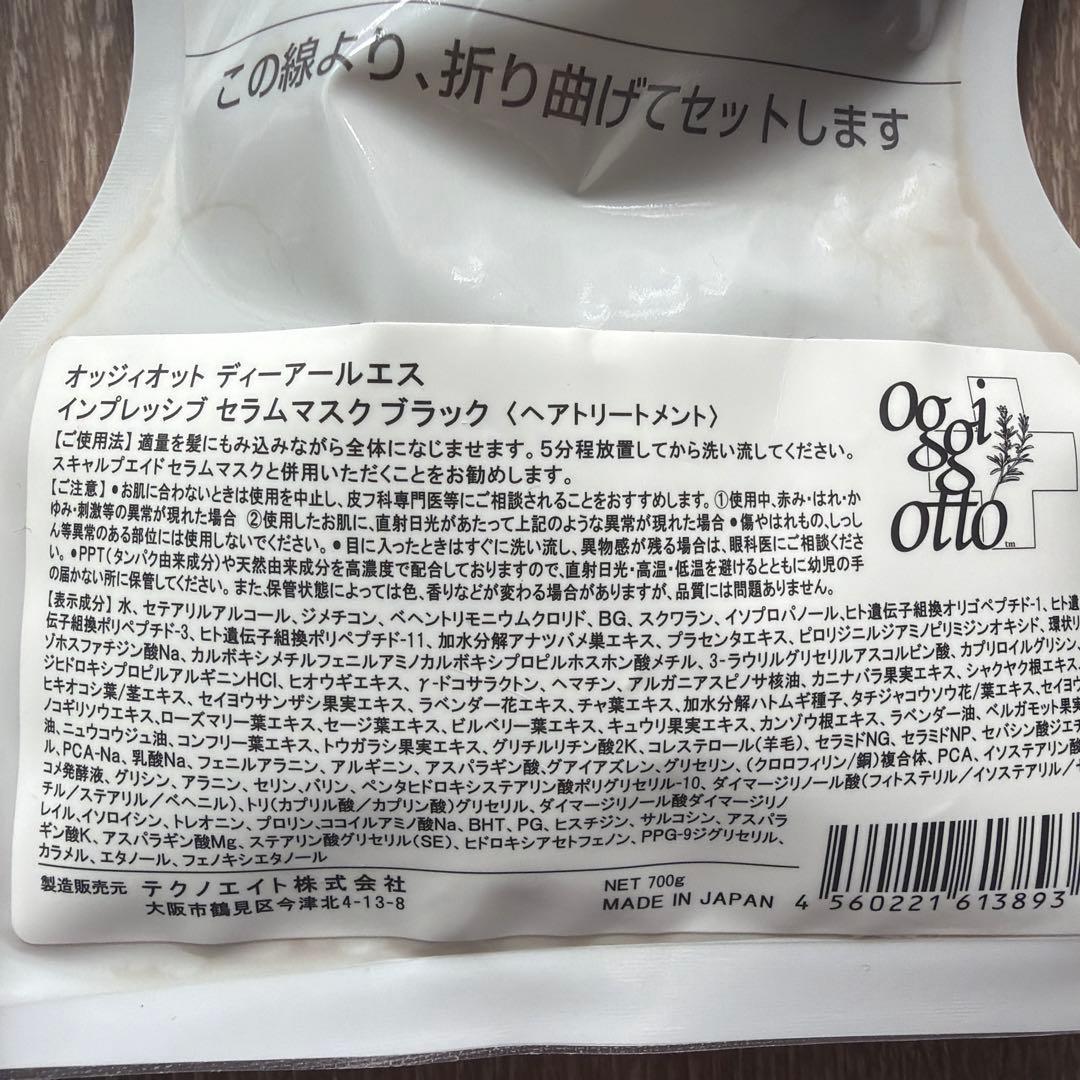 この線より、折り曲げてセットします
オッジィオット ディーアールエス
インプレッシブ セラムマスク ブラック 〈ヘアトリートメント〉
oggi
otto
tm
【ご使用法】適量を髪にもみ込みながら全体になじませます。5分程放置してから洗い流してください。
スキャルプエイド セラムマスクと併用いただくことをお勧めします。
【ご注意】●お肌に合わないときは使用を中止し、皮フ科専門医等にご相談されることをおすすめします。①使用中、赤み・はれ・か
ゆみ・刺激等の異常が現れた場合 ②使用したお肌に、直射日光があたって上記のような異常が現れた場合●傷やはれもの、しっし
ん等異常のある部位には使用しないでください。●目に入ったときはすぐに洗い流し、異物感が残る場合は、眼科医にご相談くださ
い。●PPT(タンパク由来成分)や天然由来成分を高濃度で配合しておりますので、直射日光・高温・低温を避けるとともに幼児の手
の届かない所に保管してください。また、保管状態によっては色、香りなどが変わる場合がありますが、品質には問題ありません。
【表示成分】水、セテアリルアルコール、ジメチコン、ベヘントリモニウムクロリド、BG、スクワラン、イソプロパノール、ヒト遺伝子組換オリゴペプチド-1、ヒト遺
伝子組換ポリペプチド-3、ヒト遺伝子組換ポリペプチド-11、加水分解アナツバメ巣エキス、プラセンタエキス、ピロリジニルジアミノピリミジンオキシド、環状リ
ゾホスファチジン酸Na、カルボキシメチルフェニルアミノカルボキシプロピルホスホン酸メチル、3-ラウリルグリセリルアスコルビン酸、カプリロイルグリシン、
ジヒドロキシプロピルアルギニンHCl、ヒオウギエキス、γ-ドコサラクトン、ヘマチン、アルガニアスピノサ核油、カニナバラ果実エキス、シャクヤク根エキス、
ヒキオコシ葉/茎エキス、セイヨウサンザシ果実エキス、ラベンダー花エキス、チャ葉エキス、加水分解ハトムギ種子、タチジャコウソウ花/葉エキス、セイヨウ
ノコギリソウエキス、ローズマリー葉エキス、セージ葉エキス、ビルベリー葉エキス、キュウリ果実エキス、カンゾウ根エキス、ラベンダー油、ベルガモット果実
油、ニュウコウジュ油、コンフリー葉エキス、トウガラシ果実エキス、グリチルリチン酸2K、コレステロール(羊毛)、セラミドNG、セラミドNP、セバシン酸ジエチ
ル、PCA-Na、乳酸Na、フェニルアラニン、アルギニン、アスパラギン酸、グアイアズレン、グリセリン、(クロロフィリン/銅)複合体、PCA、イソステアリン酸
コメ発酵液、グリシン、アラニン、セリン、バリン、ペンタヒドロキシステアリン酸ポリグリセリル-10、ダイマージリノール酸(フィトステリル/イソステアリル/セ
チル/ステアリル/ベヘニル)、トリ(カプリル酸/カプリン酸)グリセリル、ダイマージリノール酸ダイマージリノ
レイル、イソロイシン、トレオニン、プロリン、ココイルアミノ酸Na、BHT、PG、ヒスチジン、サルコシン、アスパラ
ギン酸K、アスパラギン酸Mg、ステアリン酸グリセリル(SE)、ヒドロキシアセトフェノン、PPG-9ジグリセリル、
カラメル、エタノール、フェノキシエタノール
製造販売元 テクノエイト株式会社
大阪市鶴見区今津北4-13-8
NET 700g
MADE IN JAPAN
4 560221 613893